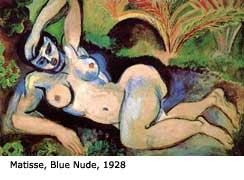 Matisse, Blue Nude, 1928